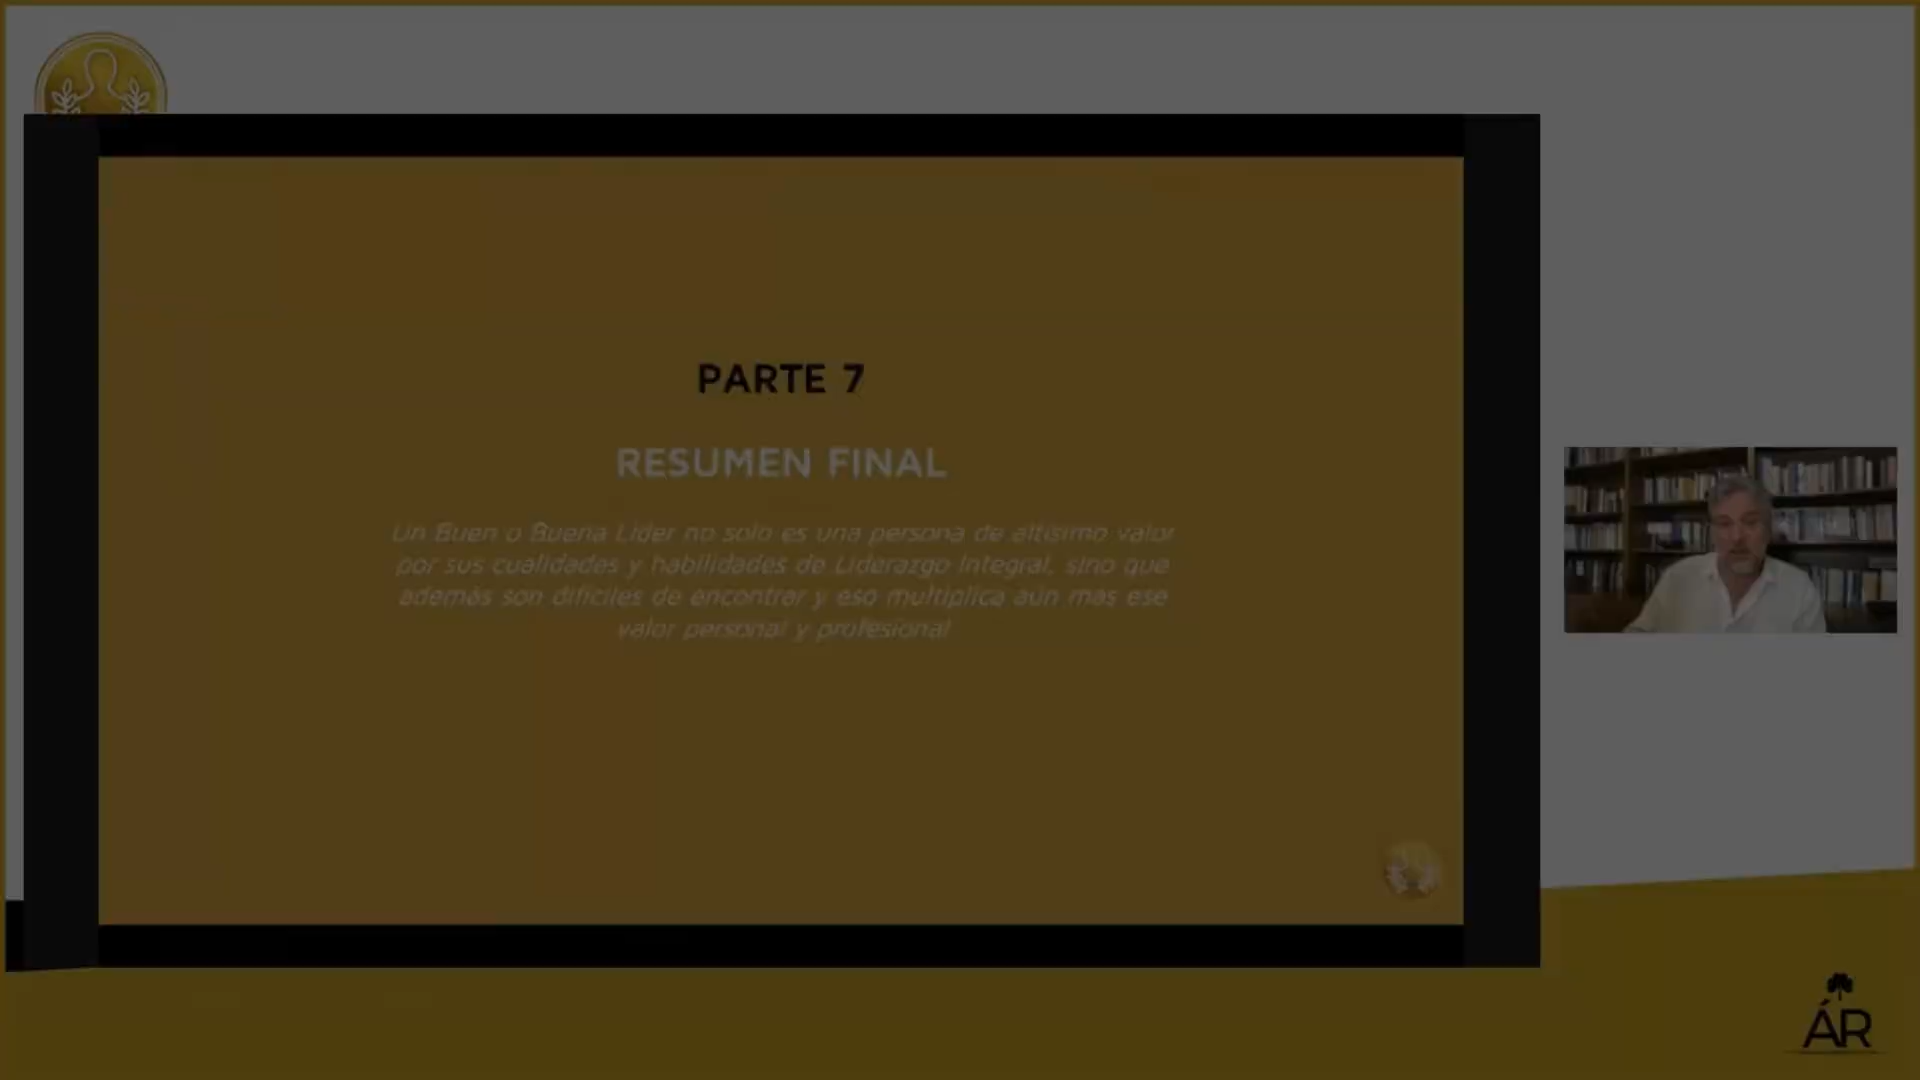 PARTE 7
RESUMEN FINAL
Un Buen o Buena Líder no solo es una persona de altísimo valor
por sus cualidades y habilidades de Liderazgo Integral, sino que
además son difíciles de encontrar y eso multiplica aún mas ese
valor personal y profesional
ÁR